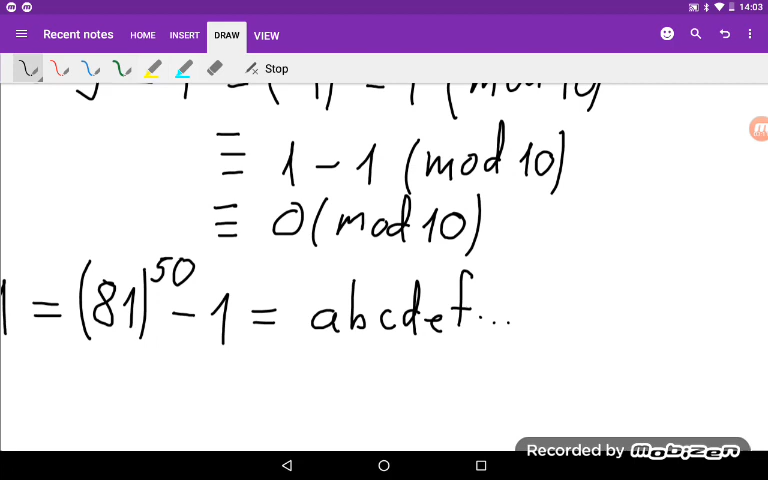 14:03
Recent notes HOME INSERT DRAW VIEW
Stop
≡ 1 - 1 (mod 10)
≡ 0 (mod 10)
1 = (81)^50 - 1 = abcdef...
Recorded by mobizen